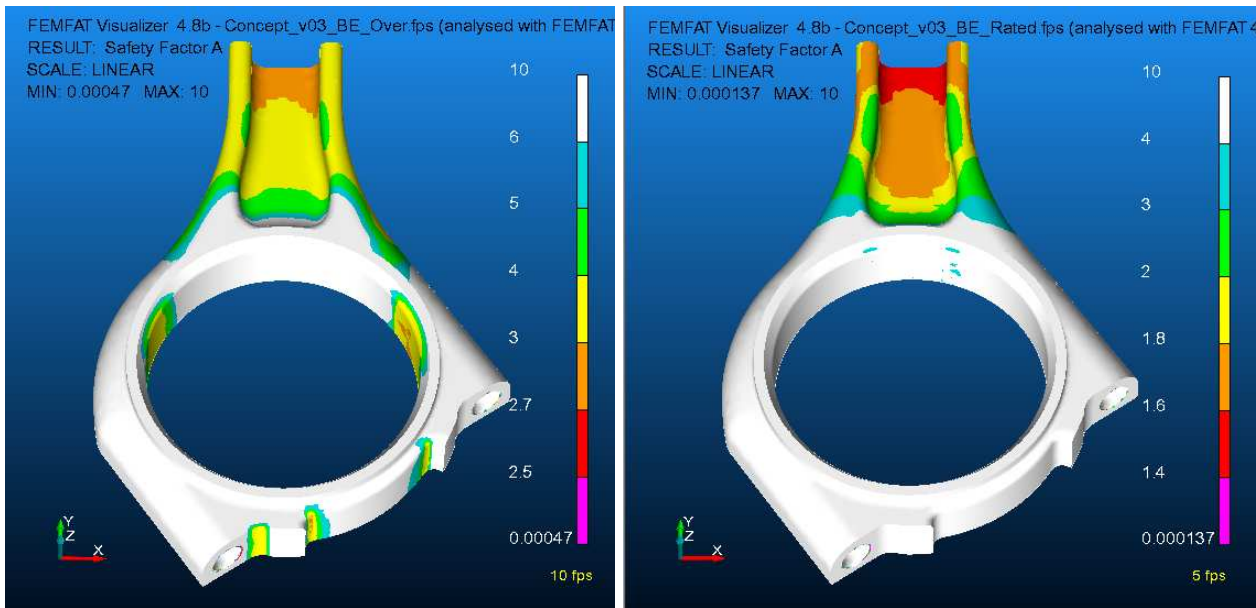 FEMFAT Visualizer 4.8b - Concept_v03_BE_Over.fps (analysed with FEMFAT
RESULT: Safety Factor A
SCALE: LINEAR
MIN: 0.00047 MAX: 10
10
6
5
4
3
2.7
2.5
0.00047
Y
Z
X
10 fps
FEMFAT Visualizer 4.8b - Concept_v03_BE_Rated.fps (analysed with FEMFAT 4
RESULT: Safety Factor A
SCALE: LINEAR
MIN: 0.000137 MAX: 10
10
4
3
2
1.8
1.6
1.4
0.000137
Y
Z
X
5 fps